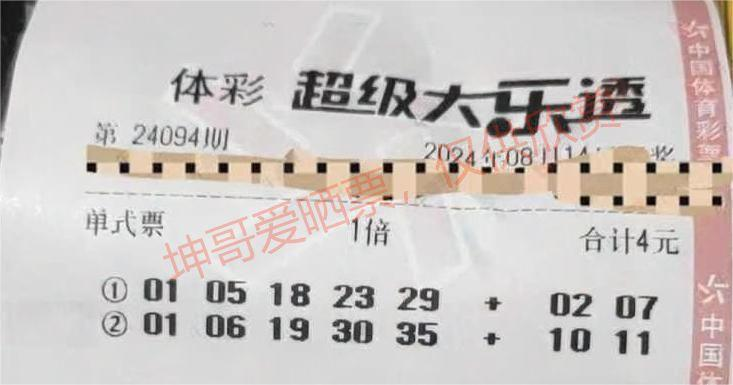 体彩 超级大乐透
第 24094期
2024年08月14
单式票 1倍 合计4元
① 01 05 18 23 29 + 02 07
② 01 06 19 30 35 + 10 11
中国体育彩
中国体
坤哥爱晒票，仅供欣赏